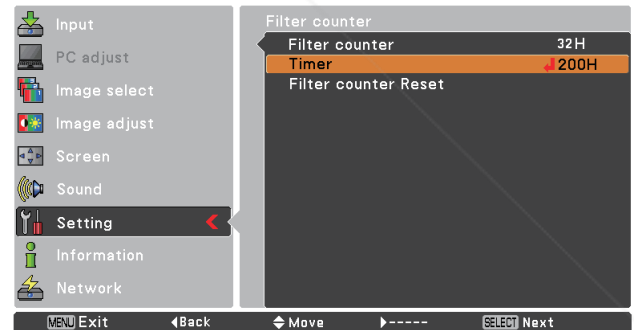 Input
PC adjust
Image select
Image adjust
Screen
Sound
Setting
Information
Network
Filter counter
Filter counter 32H
Timer 200H
Filter counter Reset
MENU Exit Back Move ----- SELECT Next